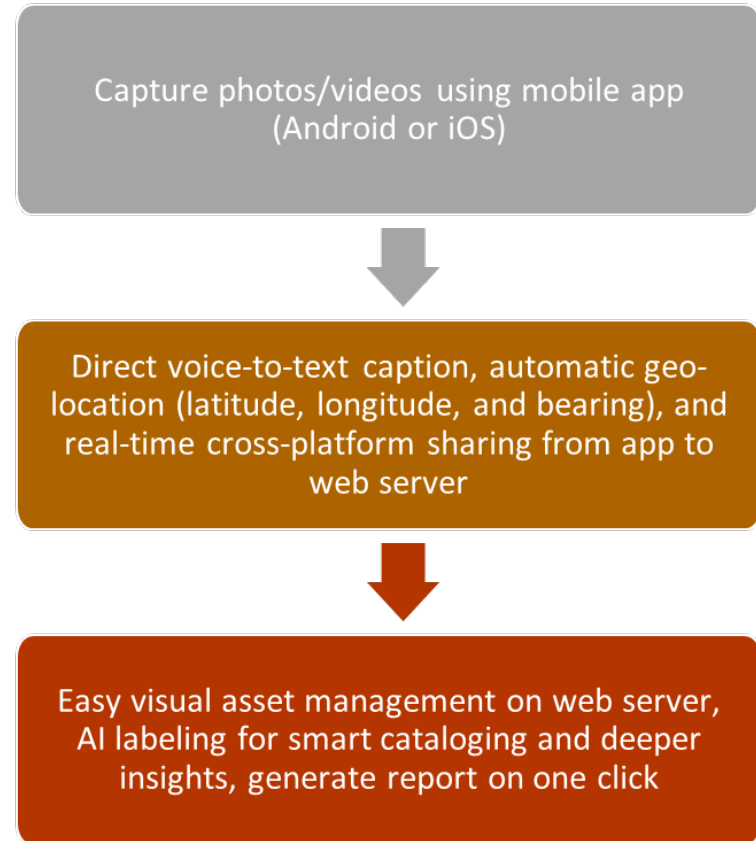 Capture photos/videos using mobile app
(Android or iOS)
Direct voice-to-text caption, automatic geo-
location (latitude, longitude, and bearing), and
real-time cross-platform sharing from app to
web server
Easy visual asset management on web server,
AI labeling for smart cataloging and deeper
insights, generate report on one click